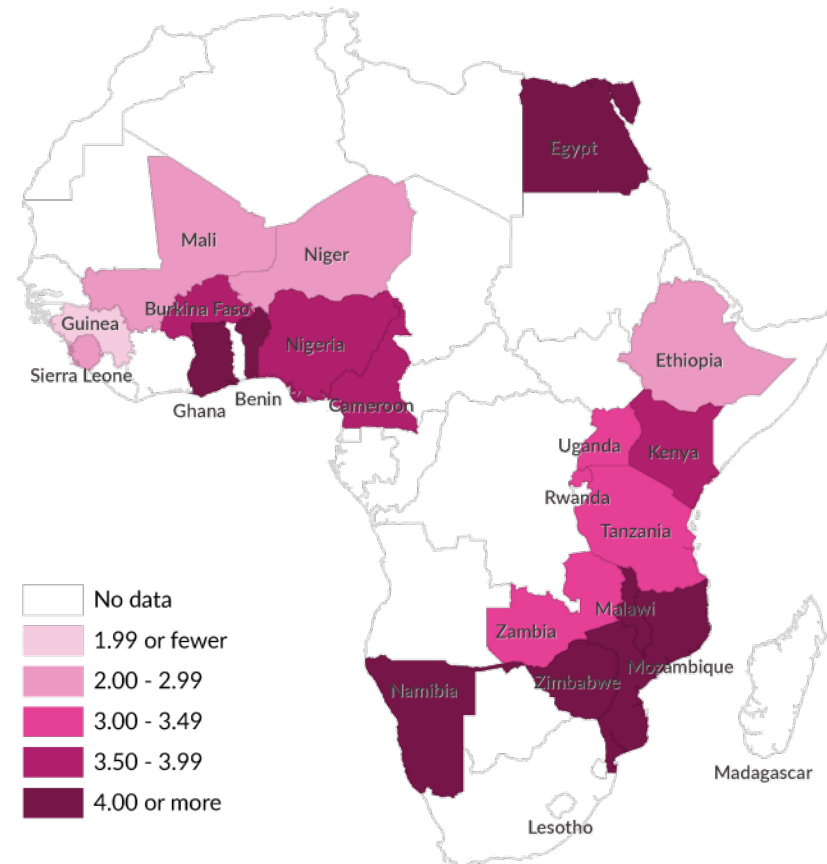 Egypt
Mali
Niger
Burkina Faso
Guinea
Nigeria
Sierra Leone
Ethiopia
Benin
Ghana
Cameroon
Uganda
Kenya
Rwanda
Tanzania
Malawi
Zambia
Mozambique
Zimbabwe
Namibia
Madagascar
Lesotho
No data
1.99 or fewer
2.00 - 2.99
3.00 - 3.49
3.50 - 3.99
4.00 or more